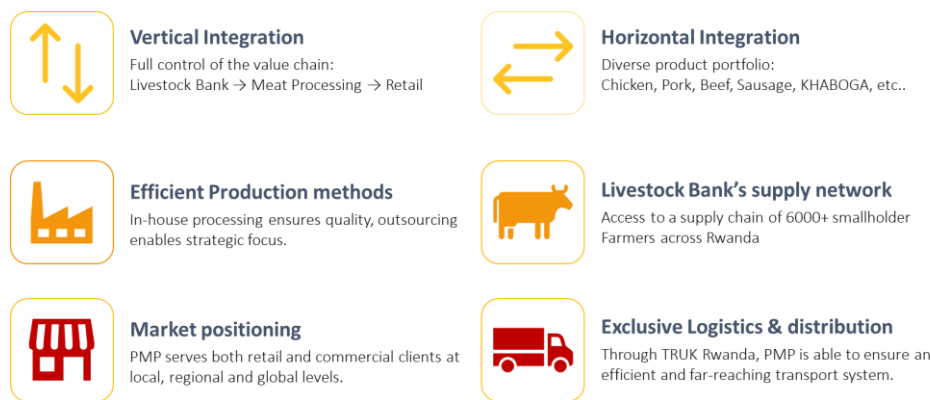 Vertical Integration
Full control of the value chain:
Livestock Bank → Meat Processing → Retail
Horizontal Integration
Diverse product portfolio:
Chicken, Pork, Beef, Sausage, KHABOGA, etc..
Efficient Production methods
In-house processing ensures quality, outsourcing
enables strategic focus.
Livestock Bank's supply network
Access to a supply chain of 6000+ smallholder
Farmers across Rwanda
Market positioning
PMP serves both retail and commercial clients at
local, regional and global levels.
Exclusive Logistics & distribution
Through TRUK Rwanda, PMP is able to ensure an
efficient and far-reaching transport system.